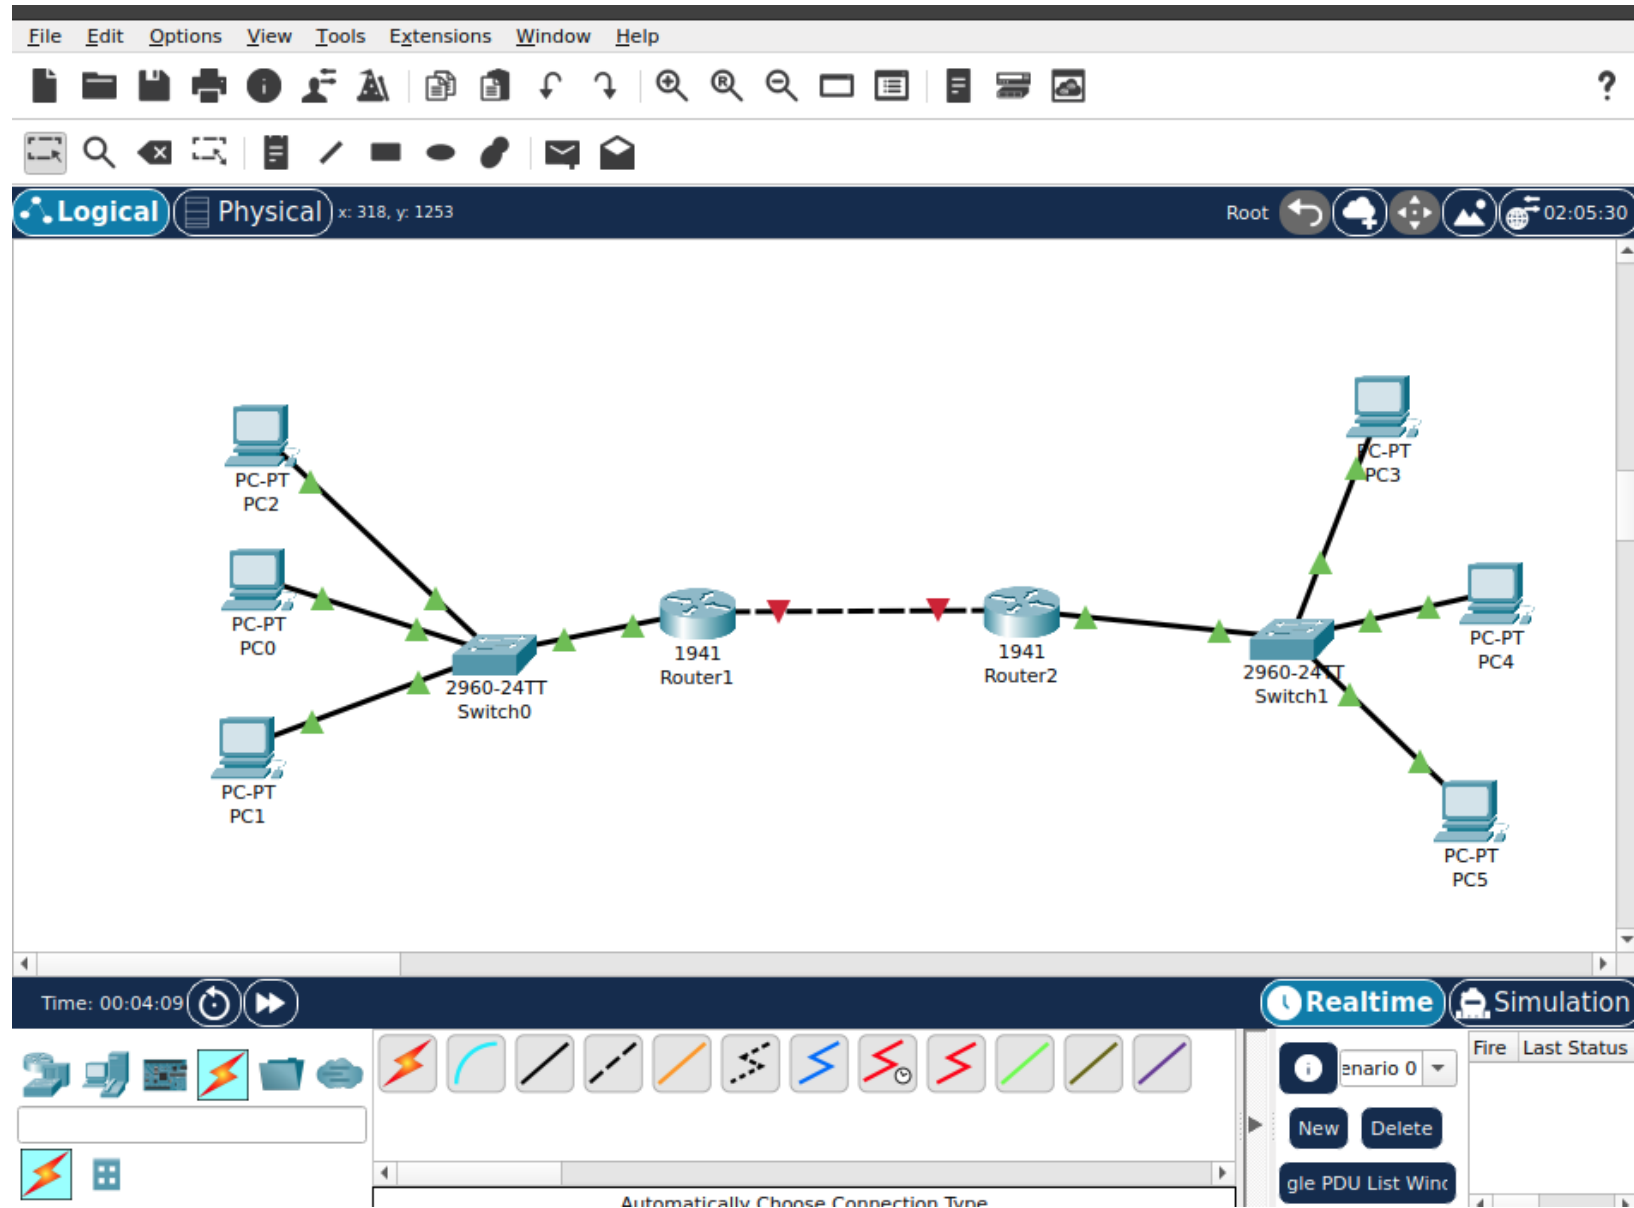 File Edit Options View Tools Extensions Window Help
Logical Physical x: 318, y: 1253 Root 02:05:30
PC-PT
PC2
PC-PT
PC0
PC-PT
PC1
2960-24TT
Switch0
1941
Router1
1941
Router2
2960-24TT
Switch1
PC-PT
PC3
PC-PT
PC4
PC-PT
PC5
Time: 00:04:09 Realtime Simulation
Fire Last Status
enario 0
New Delete
gle PDU List Winc
Automatically Choose Connection Type